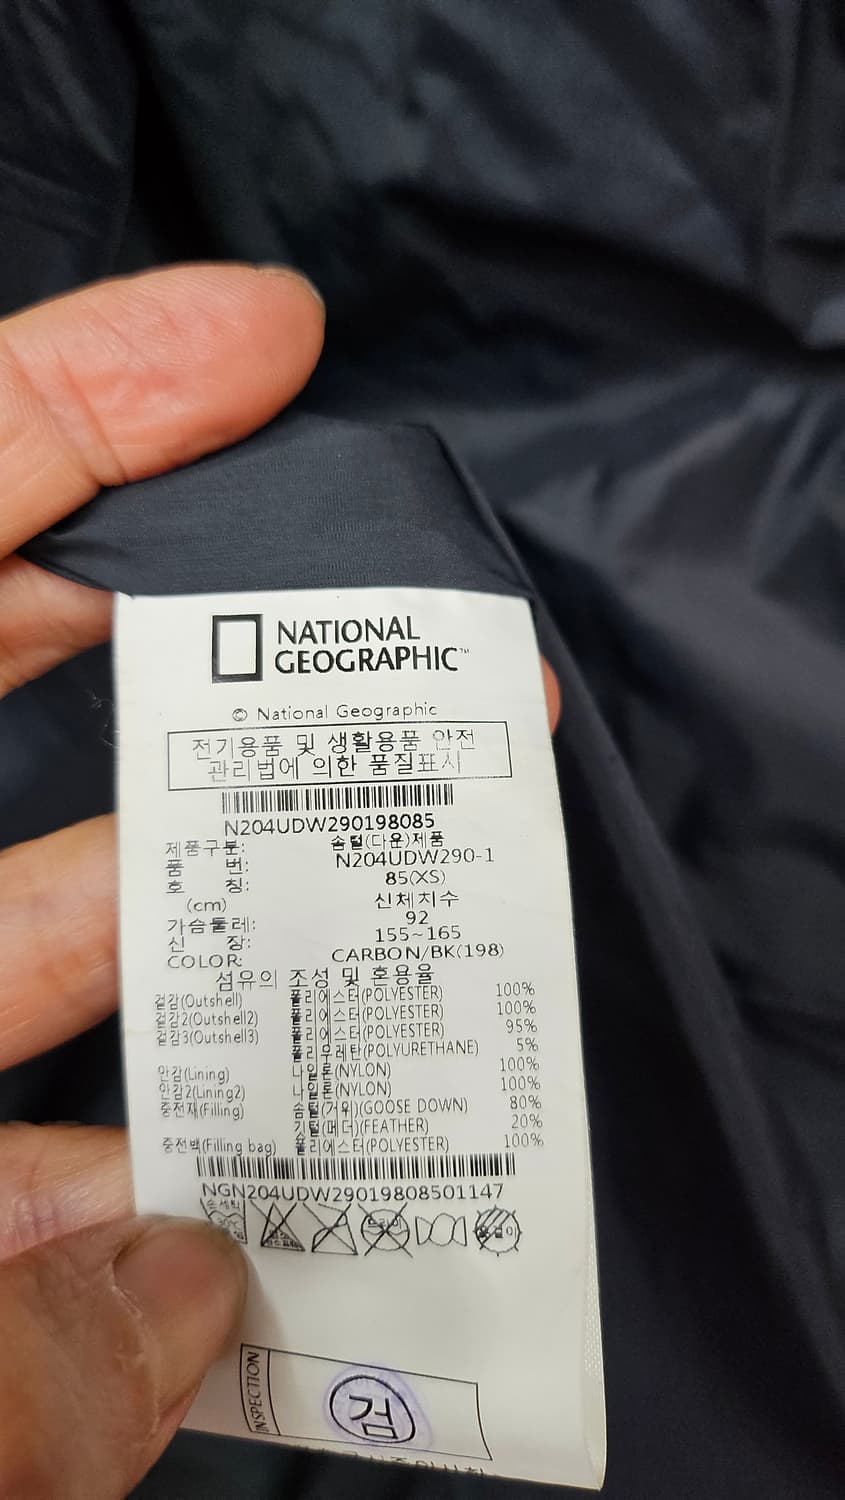 NATIONAL
GEOGRAPHIC™
© National Geographic
전기용품 및 생활용품 안전
관리법에 의한 품질표시
N204UDW290198085
제품구분: 솜털(다운)제품
품 번: N204UDW290-1
호 칭: 85(XS)
(cm) 신체치수
가슴둘레: 92
신 장: 155~165
COLOR: CARBON/BK(198)
섬유의 조성 및 혼용율
겉감(Outshell) 폴리에스터(POLYESTER) 100%
겉감2(Outshell2) 폴리에스터(POLYESTER) 100%
겉감3(Outshell3) 폴리에스터(POLYESTER) 95%
폴리우레탄(POLYURETHANE) 5%
안감(Lining) 나일론(NYLON) 100%
안감2(Lining2) 나일론(NYLON) 100%
충전재(Filling) 솜털(거위)(GOOSE DOWN) 80%
깃털(페더)(FEATHER) 20%
충전백(Filling bag) 폴리에스터(POLYESTER) 100%
NGN204UDW29019808501147
손세탁
30℃
드라이
INSPECTION
검